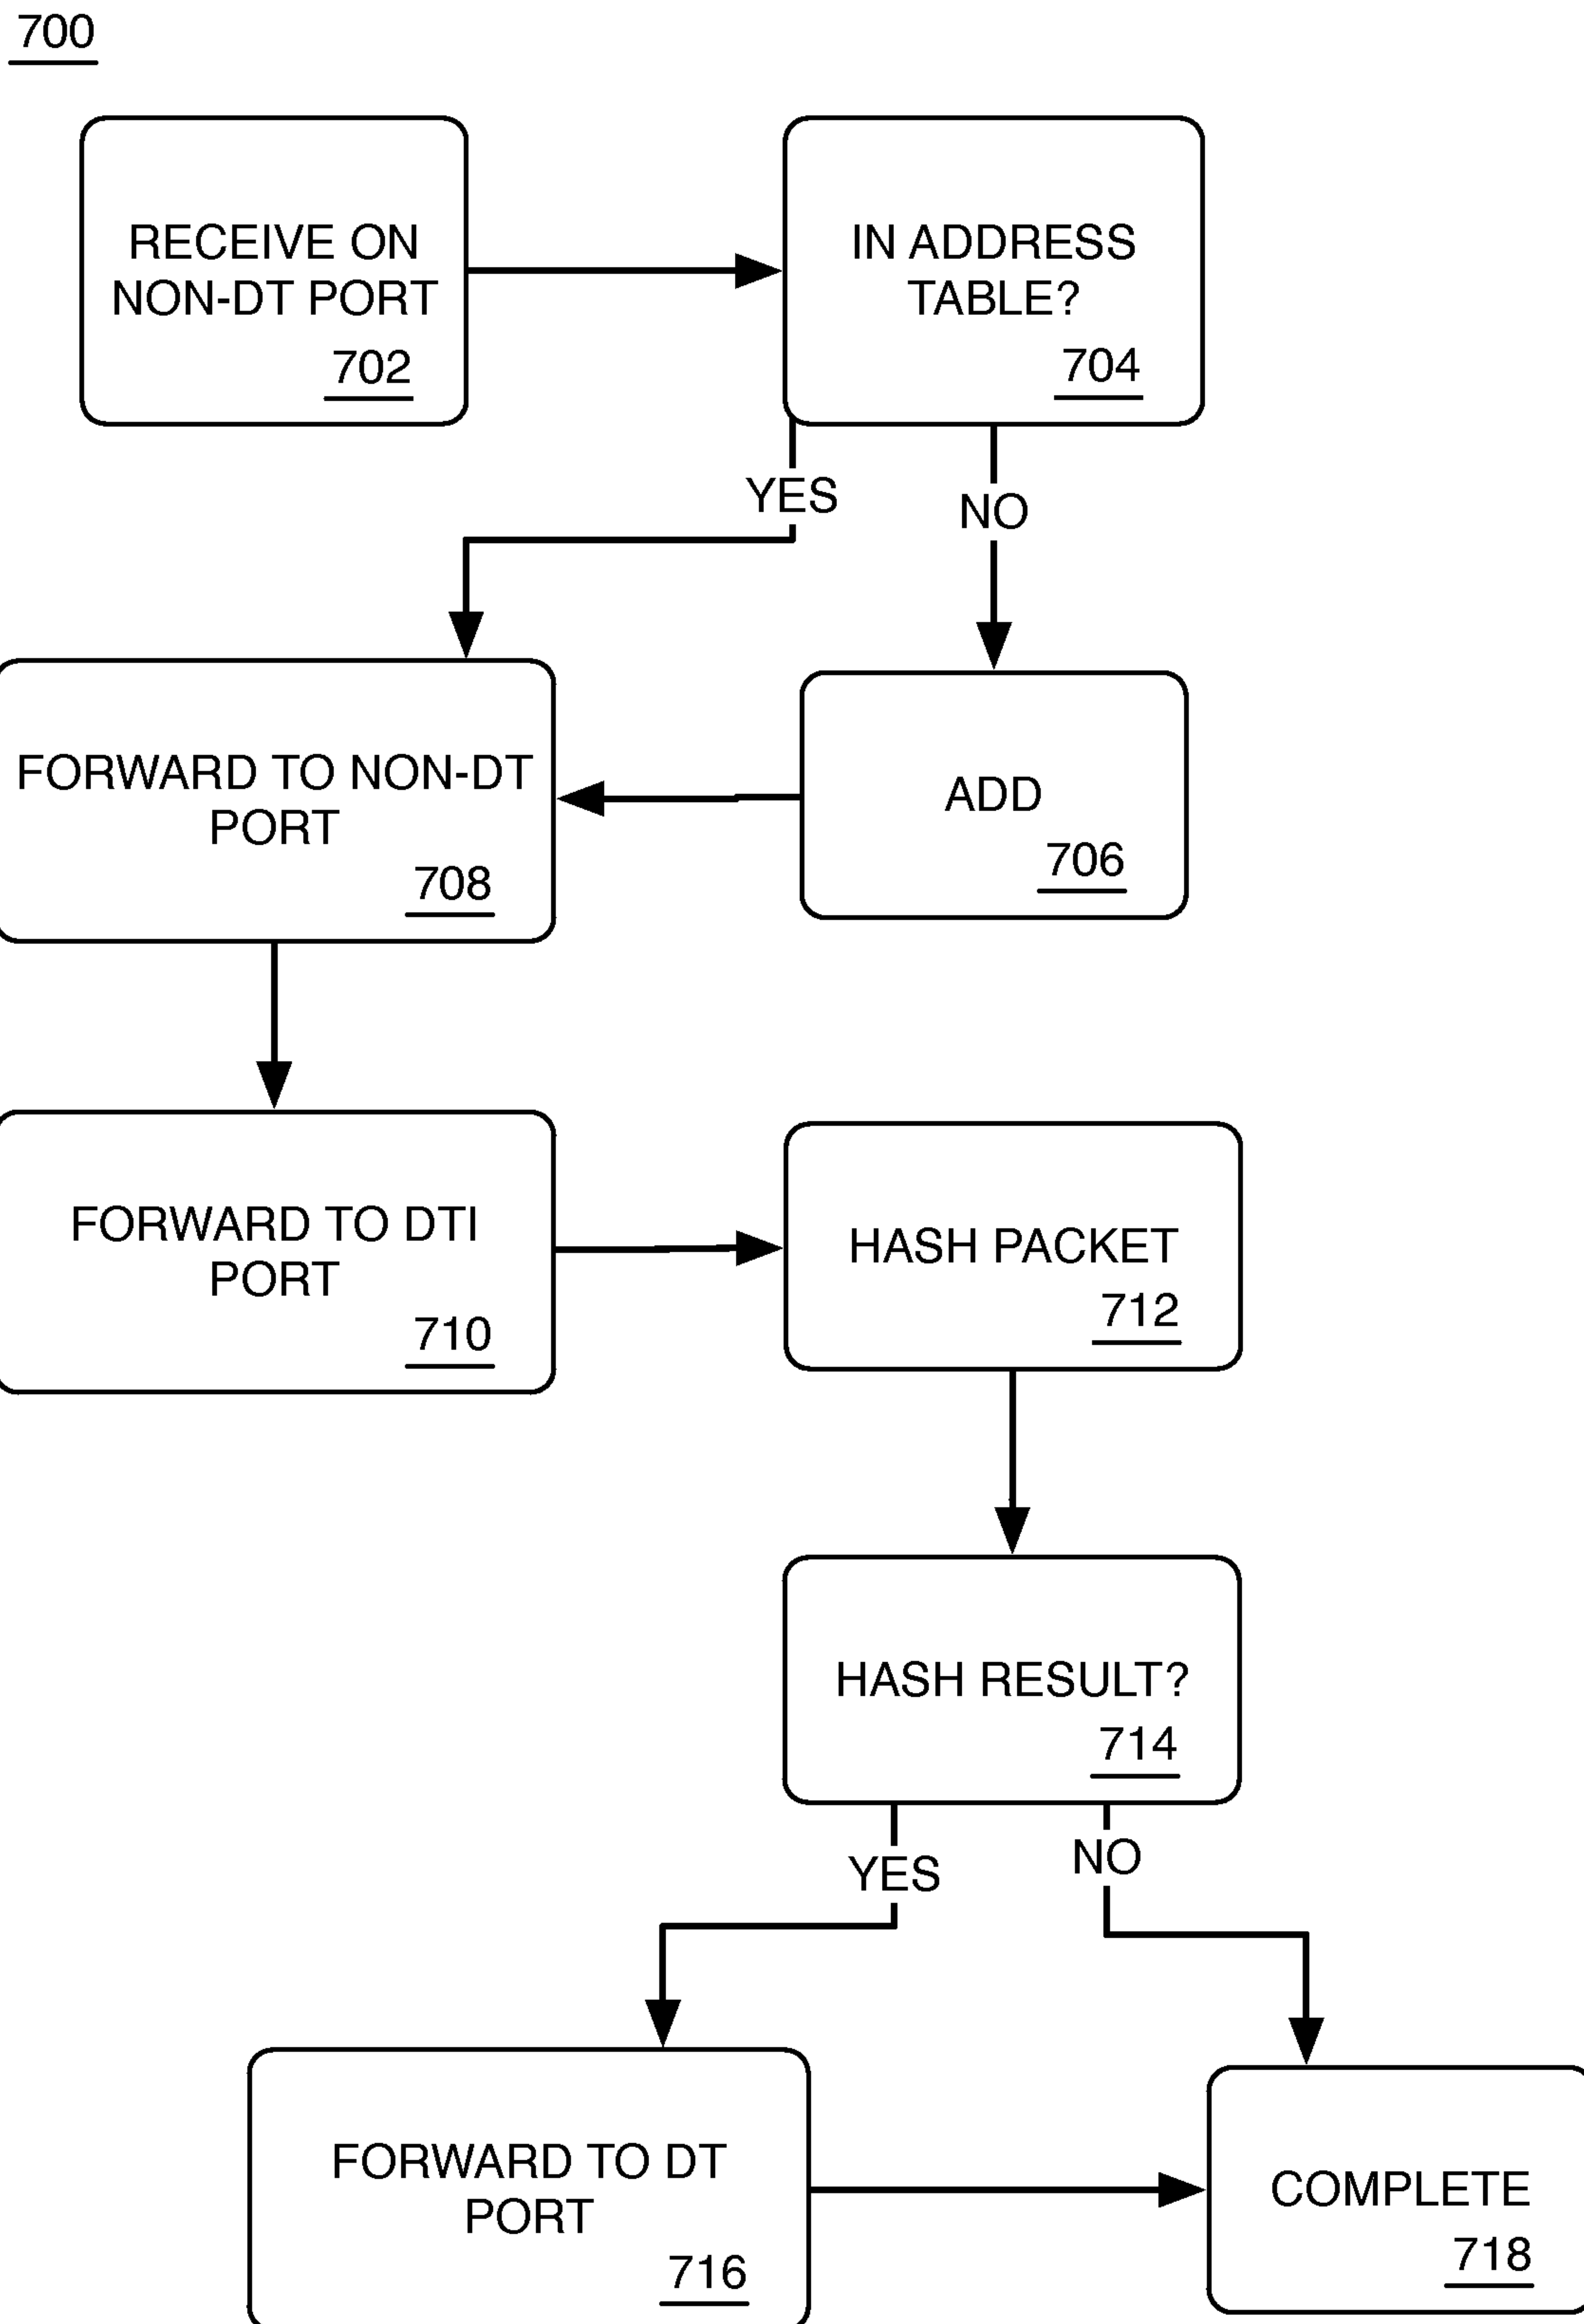 700
RECEIVE ON
NON-DT PORT
702
IN ADDRESS
TABLE?
704
YES
NO
FORWARD TO NON-DT
PORT
708
ADD
706
FORWARD TO DTI
PORT
710
HASH PACKET
712
HASH RESULT?
714
YES
NO
FORWARD TO DT
PORT
716
COMPLETE
718